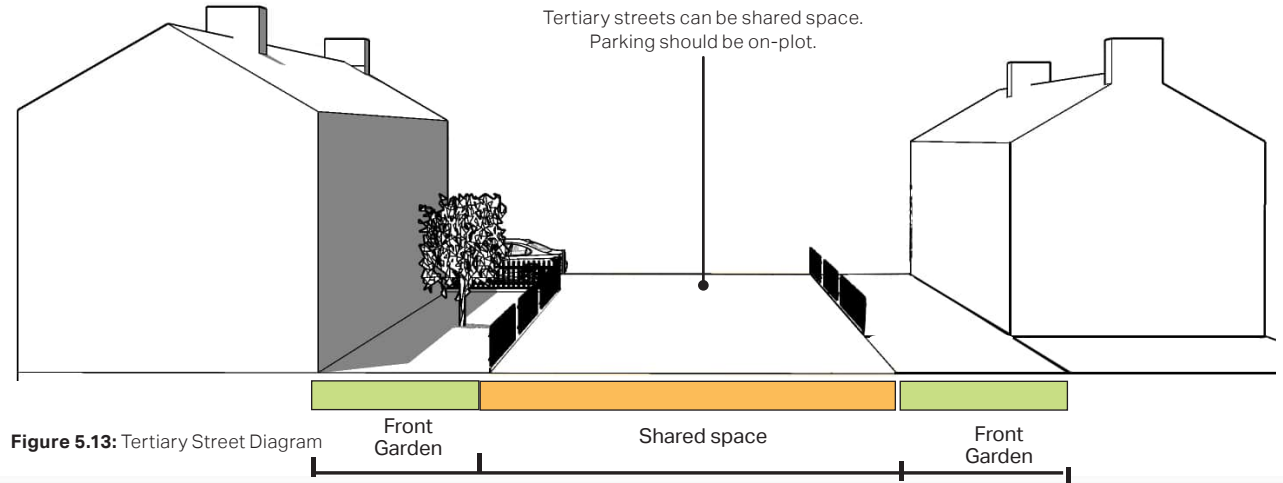 Tertiary streets can be shared space.
Parking should be on-plot.
Front
Garden
Shared space
Front
Garden
Figure 5.13: Tertiary Street Diagram